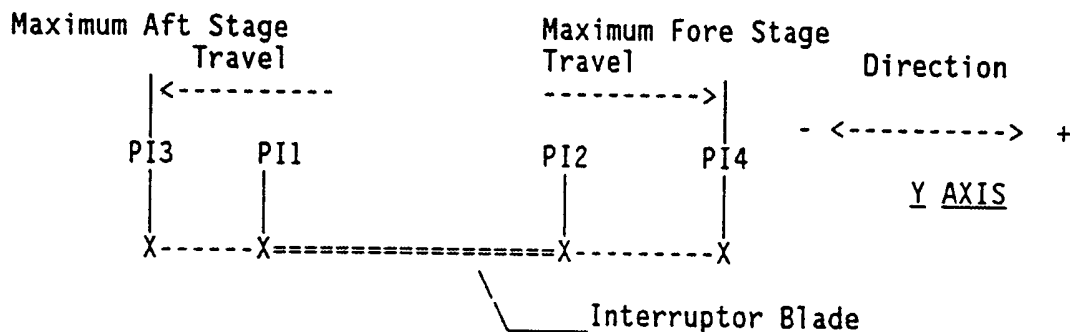 Maximum Aft Stage Travel
Maximum Fore Stage Travel
Direction
<------------
----------->
- <-----------> +
PI3 PI1 PI2 PI4
Y AXIS
X------X==================X---------X
Interruptor Blade